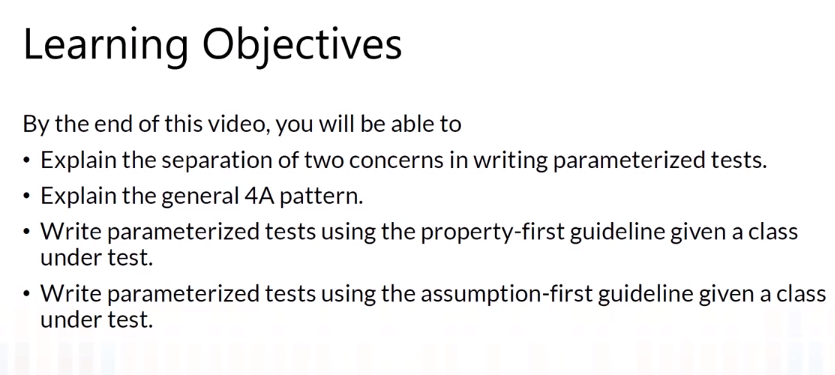 Learning Objectives
By the end of this video, you will be able to
• Explain the separation of two concerns in writing parameterized tests.
• Explain the general 4A pattern.
• Write parameterized tests using the property-first guideline given a class
under test.
• Write parameterized tests using the assumption-first guideline given a class
under test.